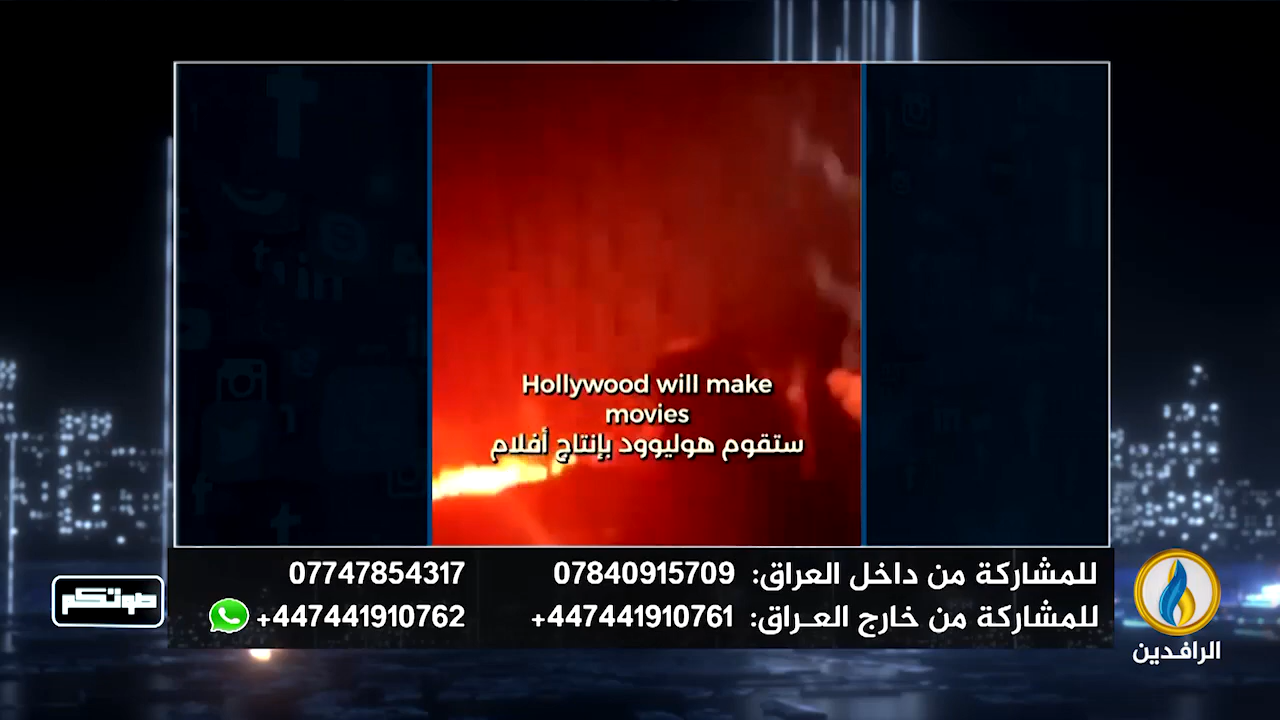 Hollywood will make
movies
ستقوم هوليوود بإنتاج أفلام
للمشاركة من داخل العراق: 07840915709 07747854317
للمشاركة من خارج العـراق: 447441910761+ 447441910762+
صوتكم
الرافدين